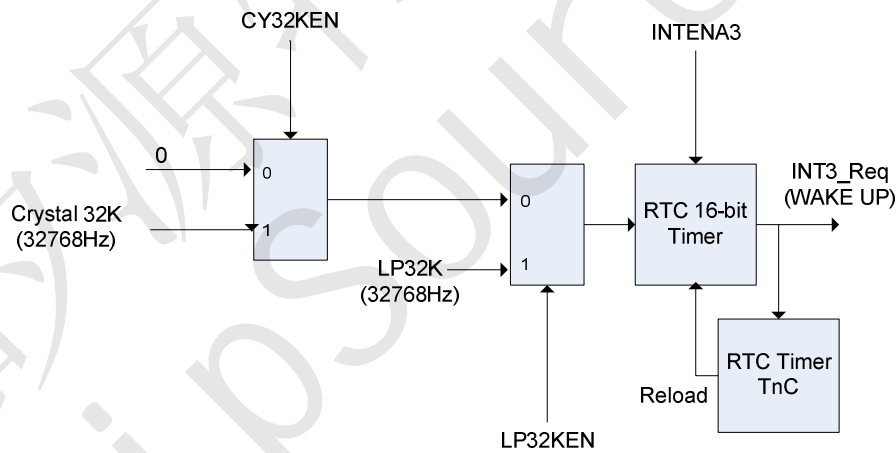 CY32KEN
INTENA3
0
0
Crystal 32K
(32768Hz)
1
0
1
LP32K
(32768Hz)
RTC 16-bit
Timer
INT3_Req
(WAKE UP)
RTC Timer
TnC
Reload
LP32KEN